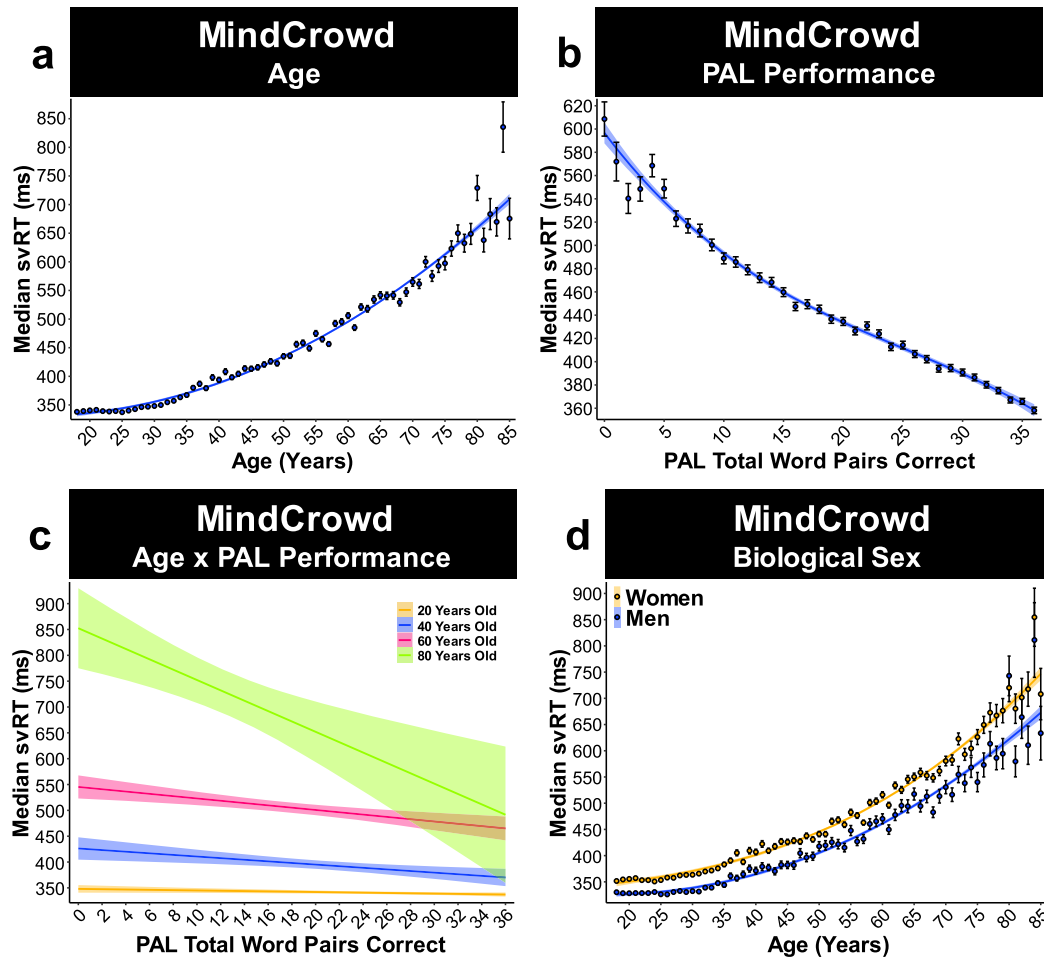 a
MindCrowd
Age
850
800
750
700
650
600
550
500
450
400
350
Median svRT (ms)
20 25 30 35 40 45 50 55 60 65 70 75 80 85
Age (Years)
b
MindCrowd
PAL Performance
620
600
580
560
540
520
500
480
460
440
420
400
380
360
Median svRT (ms)
0 5 10 15 20 25 30 35
PAL Total Word Pairs Correct
c
MindCrowd
Age x PAL Performance
900
850
800
750
700
650
600
550
500
450
400
350
Median svRT (ms)
20 Years Old
40 Years Old
60 Years Old
80 Years Old
0 2 4 6 8 10 12 14 16 18 20 22 24 26 28 30 32 34 36
PAL Total Word Pairs Correct
d
MindCrowd
Biological Sex
900
850
800
750
700
650
600
550
500
450
400
350
Median svRT (ms)
Women
Men
20 25 30 35 40 45 50 55 60 65 70 75 80 85
Age (Years)